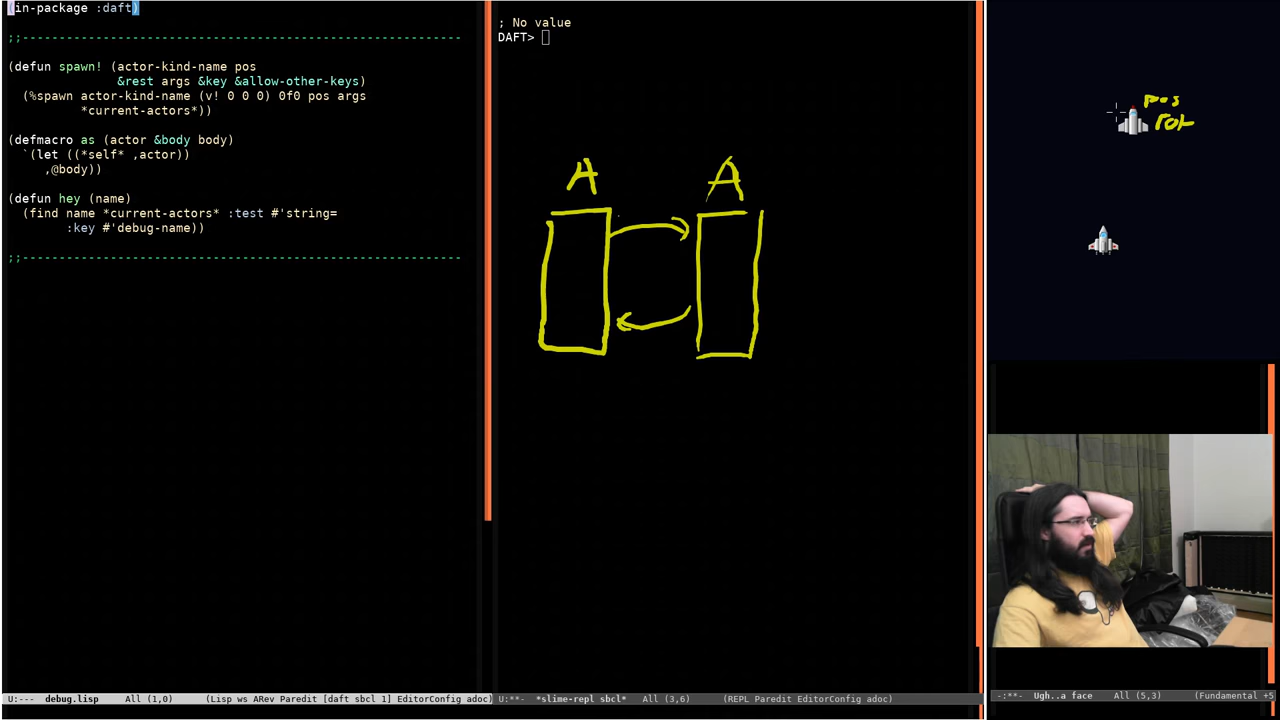 (in-package :daft)
;;------------------------------------------------------------
(defun spawn! (actor-kind-name pos
&rest args &key &allow-other-keys)
(%spawn actor-kind-name (v! 0 0 0) 0f0 pos args
*current-actors*))
(defmacro as (actor &body body)
`(let ((*self* ,actor))
,@body))
(defun hey (name)
(find name *current-actors* :test #'string=
:key #'debug-name))
;;------------------------------------------------------------
U:--- debug.lisp All (1,0) (Lisp ws ARev Paredit [daft sbcl 1] EditorConfig adoc)
; No value
DAFT>
A A
U:**- *slime-repl sbcl* All (3,6) (REPL Paredit EditorConfig adoc)
pos
rot
-:**- Ugh..a face All (5,3) (Fundamental +5